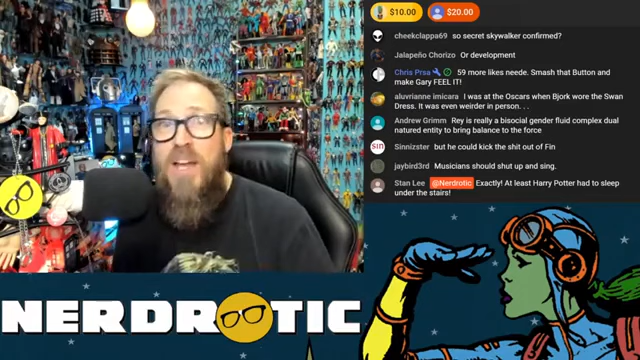 $10.00 $20.00
cheekclappa69 so secret skywalker confirmed?
Jalapeño Chorizo Or development
Chris Prsa 59 more likes neede. Smash that Button and
make Gary FEEL IT!
aluvrianne imicara I was at the Oscars when Bjork wore the Swan
Dress. It was even weirder in person. . .
Andrew Grimm Rey is really a bisocial gender fluid complex dual
natured entity to bring balance to the force
SIN Sinnizster but he could kick the shit out of Fin
jaybird3rd Musicians should shut up and sing.
Stan Lee @Nerdrotic Exactly! At least Harry Potter had to sleep
under the stairs!
NERDROTIC